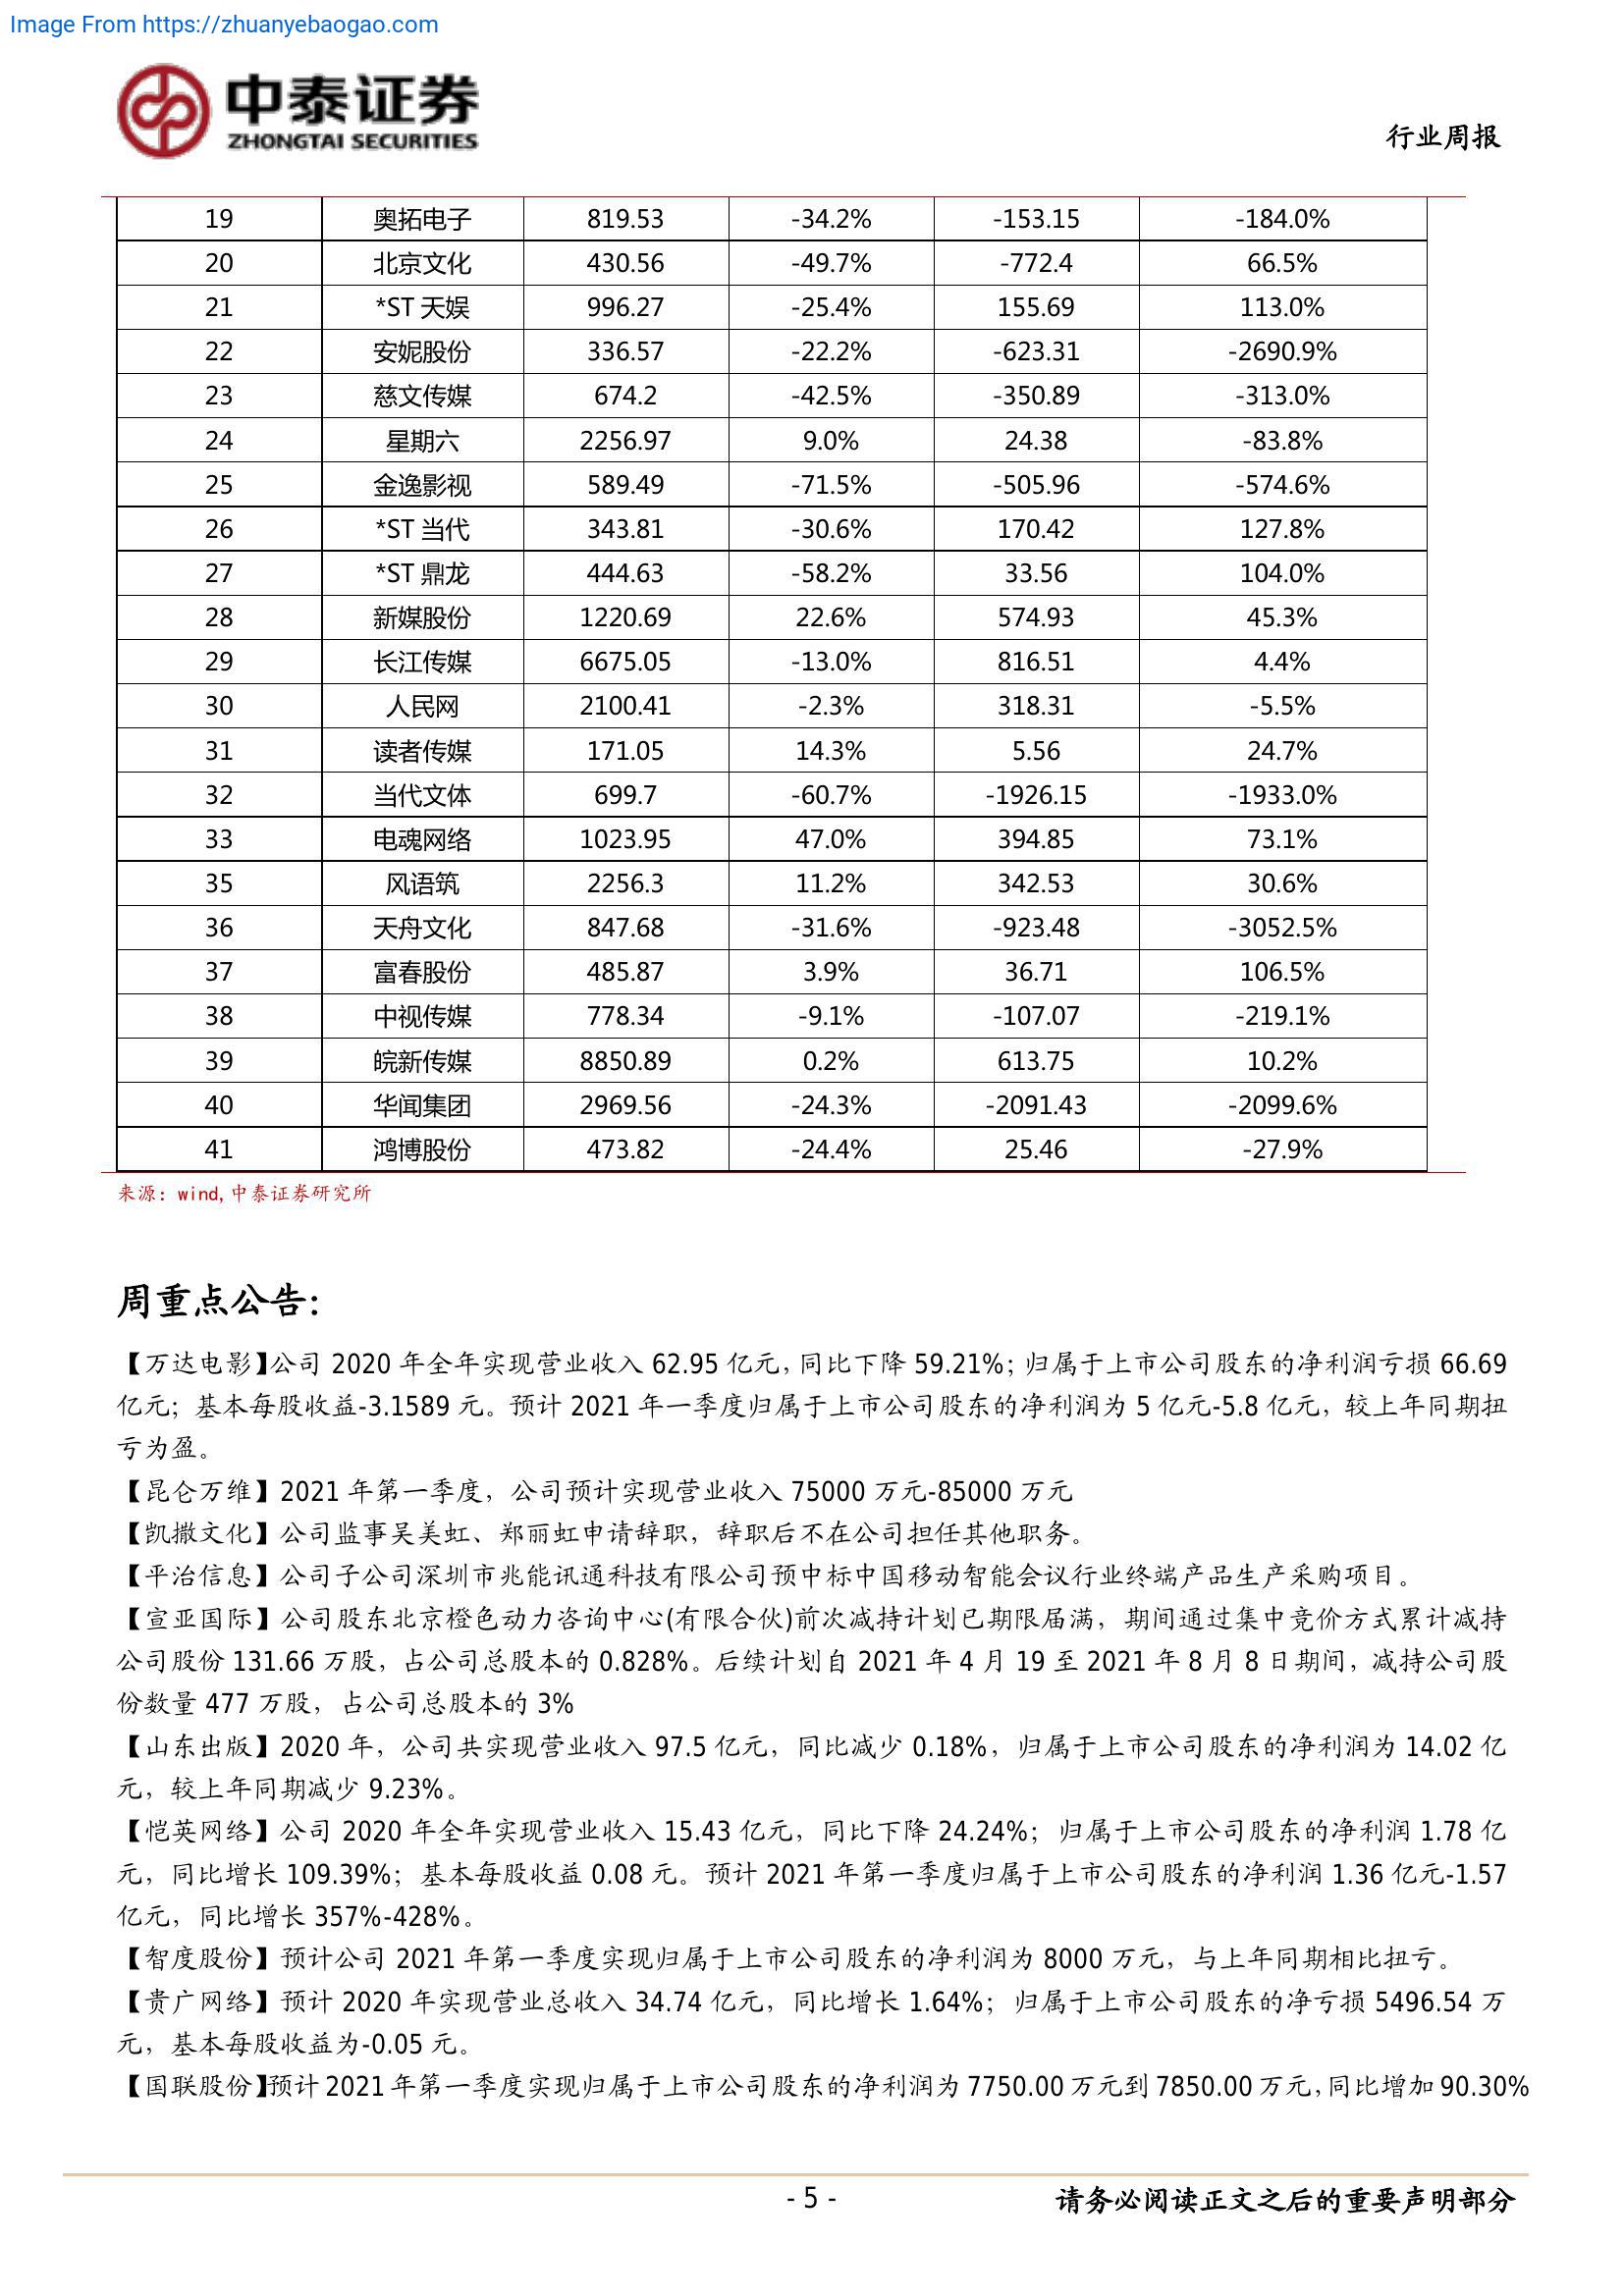 Image From https://zhuanyebaogao.com
中泰证券
ZHONGTAI SECURITIES
行业周报
19 奥拓电子 819.53 -34.2% -153.15 -184.0%
20 北京文化 430.56 -49.7% -772.4 66.5%
21 *ST 天娱 996.27 -25.4% 155.69 113.0%
22 安妮股份 336.57 -22.2% -623.31 -2690.9%
23 慈文传媒 674.2 -42.5% -350.89 -313.0%
24 星期六 2256.97 9.0% 24.38 -83.8%
25 金逸影视 589.49 -71.5% -505.96 -574.6%
26 *ST 当代 343.81 -30.6% 170.42 127.8%
27 *ST 鼎龙 444.63 -58.2% 33.56 104.0%
28 新媒股份 1220.69 22.6% 574.93 45.3%
29 长江传媒 6675.05 -13.0% 816.51 4.4%
30 人民网 2100.41 -2.3% 318.31 -5.5%
31 读者传媒 171.05 14.3% 5.56 24.7%
32 当代文体 699.7 -60.7% -1926.15 -1933.0%
33 电魂网络 1023.95 47.0% 394.85 73.1%
35 风语筑 2256.3 11.2% 342.53 30.6%
36 天舟文化 847.68 -31.6% -923.48 -3052.5%
37 富春股份 485.87 3.9% 36.71 106.5%
38 中视传媒 778.34 -9.1% -107.07 -219.1%
39 皖新传媒 8850.89 0.2% 613.75 10.2%
40 华闻集团 2969.56 -24.3% -2091.43 -2099.6%
41 鸿博股份 473.82 -24.4% 25.46 -27.9%
来源：wind,中泰证券研究所
周重点公告：
【万达电影】公司 2020 年全年实现营业收入 62.95 亿元，同比下降 59.21%；归属于上市公司股东的净利润亏损 66.69
亿元；基本每股收益-3.1589 元。预计 2021 年一季度归属于上市公司股东的净利润为 5 亿元-5.8 亿元，较上年同期扭
亏为盈。
【昆仑万维】2021 年第一季度，公司预计实现营业收入 75000 万元-85000 万元
【凯撒文化】公司监事吴美虹、郑丽虹申请辞职，辞职后不在公司担任其他职务。
【平治信息】公司子公司深圳市兆能讯通科技有限公司预中标中国移动智能会议行业终端产品生产采购项目。
【宣亚国际】公司股东北京橙色动力咨询中心(有限合伙)前次减持计划已期限届满，期间通过集中竞价方式累计减持
公司股份 131.66 万股，占公司总股本的 0.828%。后续计划自 2021 年 4 月 19 至 2021 年 8 月 8 日期间，减持公司股
份数量 477 万股，占公司总股本的 3%
【山东出版】2020 年，公司共实现营业收入 97.5 亿元，同比减少 0.18%，归属于上市公司股东的净利润为 14.02 亿
元，较上年同期减少 9.23%。
【恺英网络】公司 2020 年全年实现营业收入 15.43 亿元，同比下降 24.24%；归属于上市公司股东的净利润 1.78 亿
元，同比增长 109.39%；基本每股收益 0.08 元。预计 2021 年第一季度归属于上市公司股东的净利润 1.36 亿元-1.57
亿元，同比增长 357%-428%。
【智度股份】预计公司 2021 年第一季度实现归属于上市公司股东的净利润为 8000 万元，与上年同期相比扭亏。
【贵广网络】预计 2020 年实现营业总收入 34.74 亿元，同比增长 1.64%；归属于上市公司股东的净亏损 5496.54 万
元，基本每股收益为-0.05 元。
【国联股份】预计 2021 年第一季度实现归属于上市公司股东的净利润为 7750.00 万元到 7850.00 万元，同比增加 90.30%
- 5 -
请务必阅读正文之后的重要声明部分